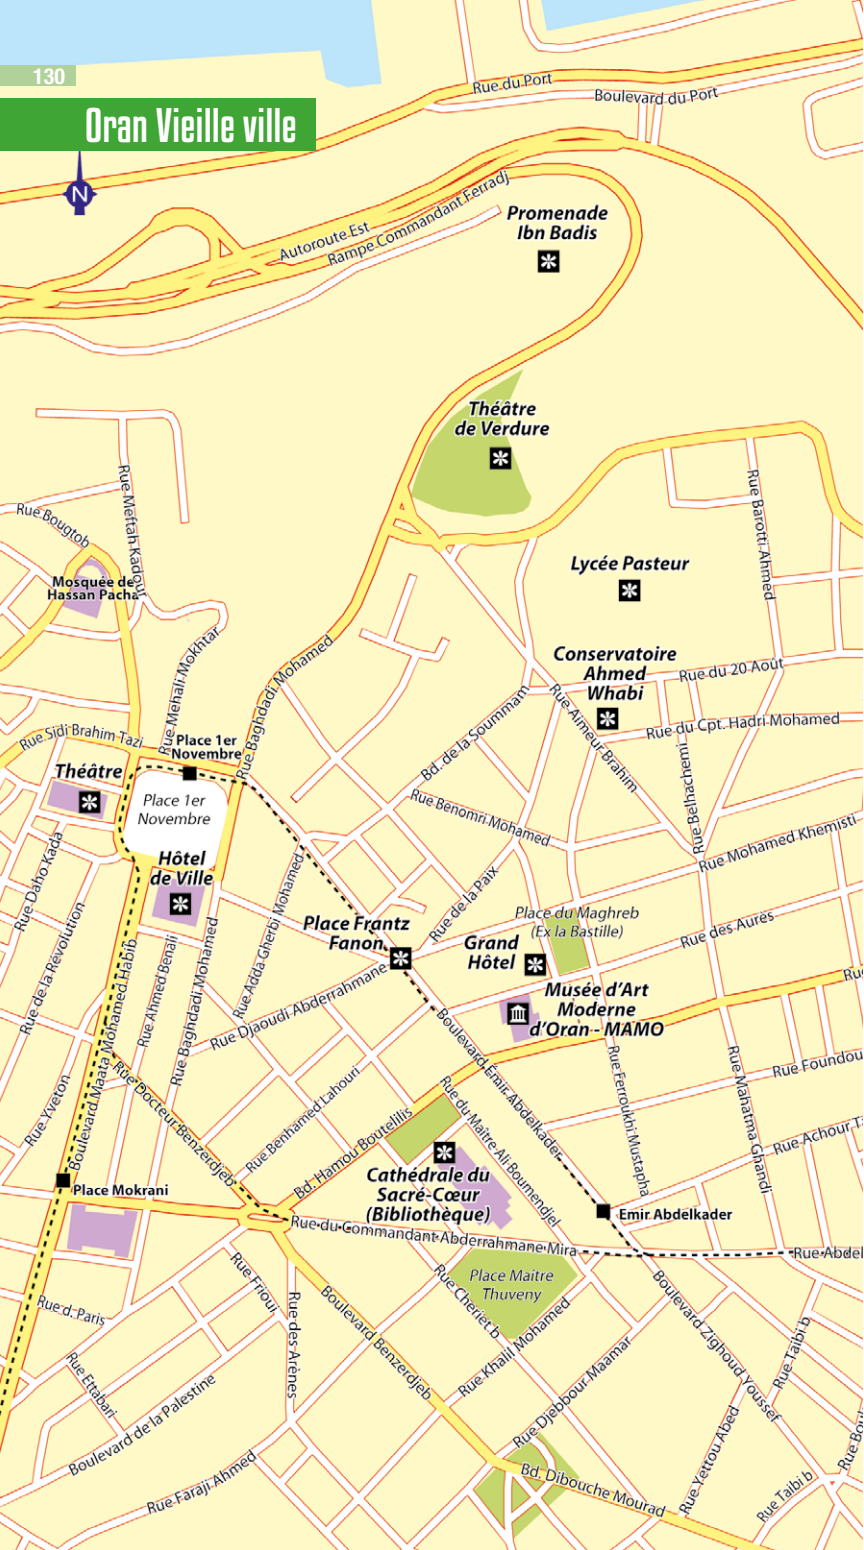 130
Oran Vieille ville
N
Rue du Port
Boulevard du Port
Autoroute Est
Rampe Commandant Ferradj
Promenade
Ibn Badis
Théâtre
de Verdure
Rue Meftah Kadour
Rue Bougtob
Rue Barotti Ahmed
Mosquée de
Hassan Pacha
Lycée Pasteur
Conservatoire
Ahmed
Whabi
Rue du 20 Août
Rue Mehali Mokhtar
Rue Baghdadi Mohamed
Bd. de la Soummam
Rue Aimeur Brahim
Rue du Cpt. Hadri Mohamed
Rue Sidi Brahim Tazi
Place 1er
Novembre
Rue Belhachemi
Théâtre
Place 1er
Novembre
Rue Benomri Mohamed
Rue Mohamed Khemisti
Rue Daho Kada
Hôtel
de Ville
Rue Adda Gherbi Mohamed
Rue de la Paix
Place Frantz
Fanon
Place du Maghreb
(Ex la Bastille)
Rue des Aurès
Grand
Hôtel
Rue de la Révolution
Boulevard Maata Mohamed Habib
Rue Ahmed Benali
Rue Baghdadi Mohamed
Rue Djaoudi Abderrahmane
Musée d'Art
Moderne
d'Oran - MAMO
Rue
Boulevard Emir Abdelkader
Rue Yveton
Rue Docteur Benzerdjeb
Rue Benhamed Lahouri
Bd. Hamou Boutelilis
Rue du Maître Ali Boumendjel
Rue Ferroukhi Mustapha
Rue Mahatma Ghandi
Rue Foundou
Rue Achour Ta
Place Mokrani
Cathédrale du
Sacré-Cœur
(Bibliothèque)
Emir Abdelkader
Rue du Commandant Abderrahmane Mira
Rue Abdel
Rue Frioui
Rue des Arènes
Rue Cheriet b
Place Maitre
Thuveny
Rue d. Paris
Boulevard Benzerdjeb
Rue Khalil Mohamed
Rue Djebbour Maamar
Boulevard Zighoud Youssef
Rue Taibi b
Rue Ettabari
Boulevard de la Palestine
Rue Yettou Abed
Rue Bou
Rue Faraji Ahmed
Bd. Dibouche Mourad
Rue Taibi b